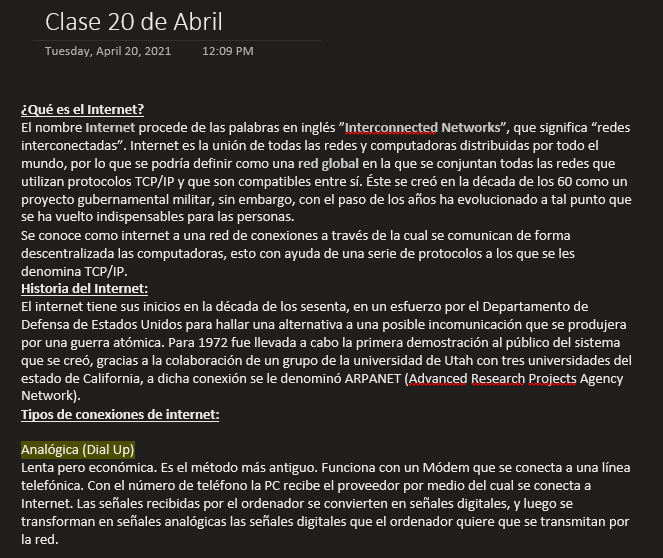 Clase 20 de Abril
Tuesday, April 20, 2021 12:09 PM
¿Qué es el Internet?
El nombre Internet procede de las palabras en inglés ”Interconnected Networks”, que significa “redes
interconectadas”. Internet es la unión de todas las redes y computadoras distribuidas por todo el
mundo, por lo que se podría definir como una red global en la que se conjuntan todas las redes que
utilizan protocolos TCP/IP y que son compatibles entre sí. Éste se creó en la década de los 60 como un
proyecto gubernamental militar, sin embargo, con el paso de los años ha evolucionado a tal punto que
se ha vuelto indispensables para las personas.
Se conoce como internet a una red de conexiones a través de la cual se comunican de forma
descentralizada las computadoras, esto con ayuda de una serie de protocolos a los que se les
denomina TCP/IP.
Historia del Internet:
El internet tiene sus inicios en la década de los sesenta, en un esfuerzo por el Departamento de
Defensa de Estados Unidos para hallar una alternativa a una posible incomunicación que se produjera
por una guerra atómica. Para 1972 fue llevada a cabo la primera demostración al público del sistema
que se creó, gracias a la colaboración de un grupo de la universidad de Utah con tres universidades del
estado de California, a dicha conexión se le denominó ARPANET (Advanced Research Projects Agency
Network).
Tipos de conexiones de internet:
Analógica (Dial Up)
Lenta pero económica. Es el método más antiguo. Funciona con un Módem que se conecta a una línea
telefónica. Con el número de teléfono la PC recibe el proveedor por medio del cual se conecta a
Internet. Las señales recibidas por el ordenador se convierten en señales digitales, y luego se
transforman en señales analógicas las señales digitales que el ordenador quiere que se transmitan por
la red.